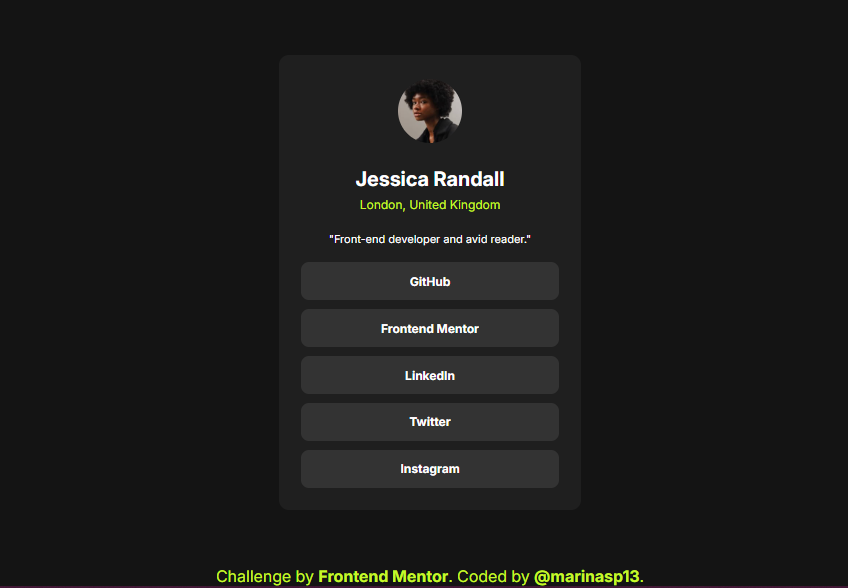 Jessica Randall
London, United Kingdom
"Front-end developer and avid reader."
GitHub
Frontend Mentor
LinkedIn
Twitter
Instagram
Challenge by Frontend Mentor. Coded by @marinasp13.